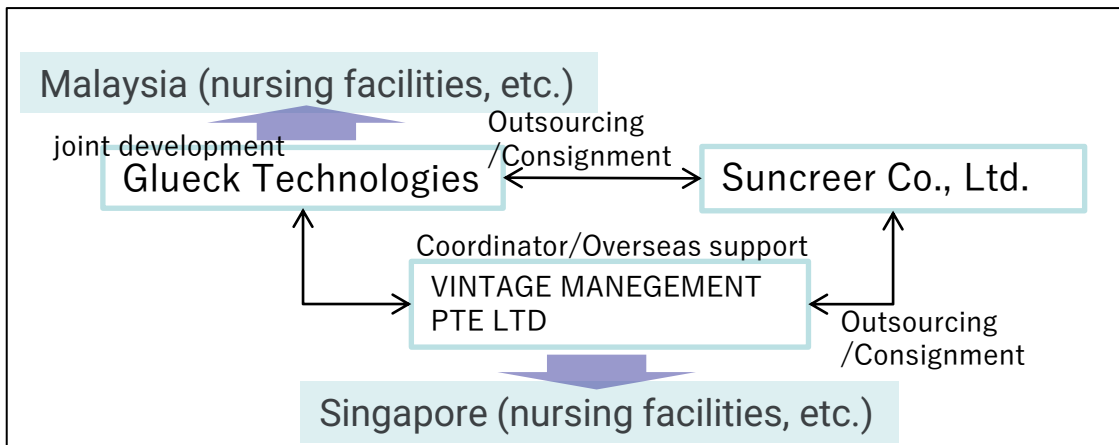 Malaysia (nursing facilities, etc.)
joint development
Glueck Technologies
Outsourcing
/Consignment
Suncreer Co., Ltd.
Coordinator/Overseas support
VINTAGE MANEGEMENT
PTE LTD
Outsourcing
/Consignment
Singapore (nursing facilities, etc.)